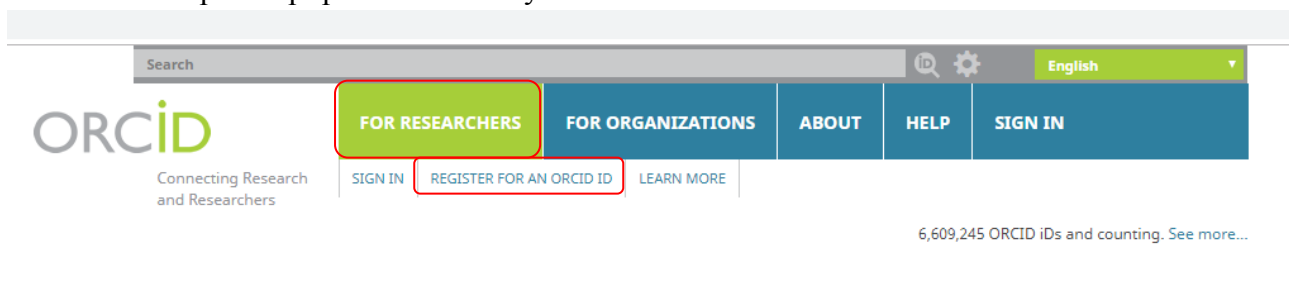 Search
English
ORCiD
FOR RESEARCHERS FOR ORGANIZATIONS ABOUT HELP SIGN IN
Connecting Research
and Researchers
SIGN IN REGISTER FOR AN ORCID ID LEARN MORE
6,609,245 ORCID iDs and counting. See more...